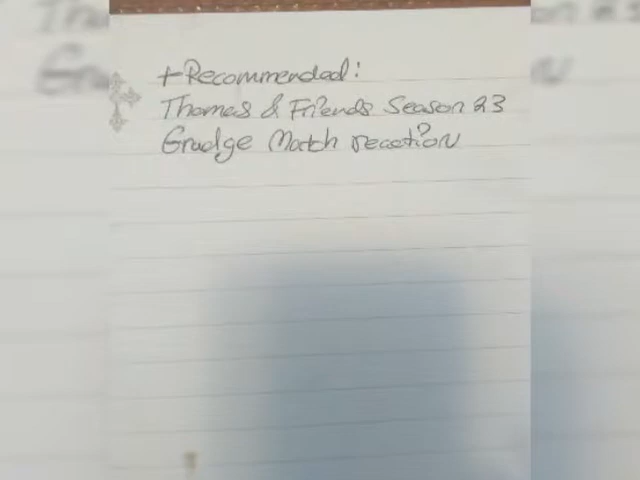 +Recommended:
Thomas & Friends Season 23
Grudge Match reaction